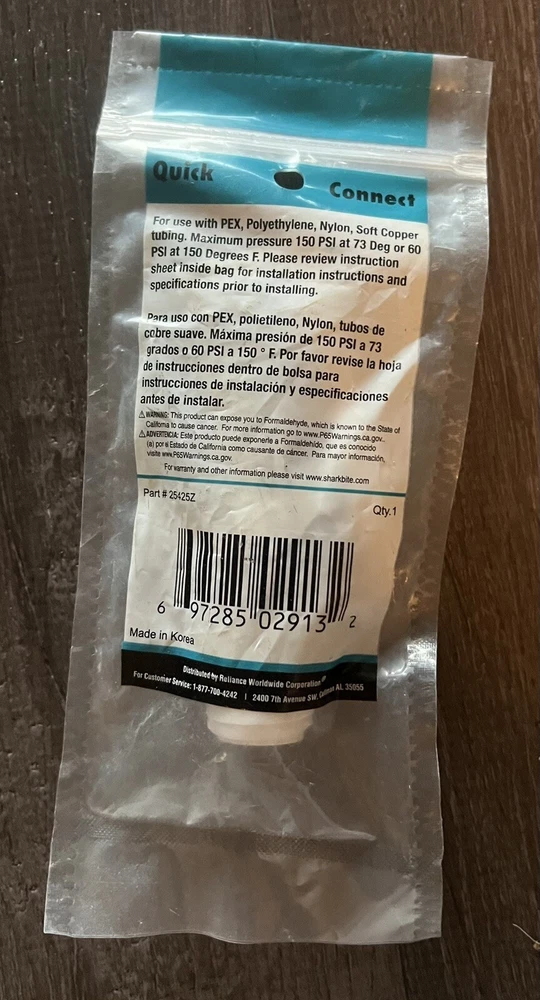 Quick
Connect
For use with PEX, Polyethylene, Nylon, Soft Copper
tubing. Maximum pressure 150 PSI at 73 Deg or 60
PSI at 150 Degrees F. Please review instruction
sheet inside bag for installation instructions and
specifications prior to installing.
Para uso con PEX, polietileno, Nylon, tubos de
cobre suave. Máxima presión de 150 PSI a 73
grados o 60 PSI a 150 ° F. Por favor revise la hoja
de instrucciones dentro de bolsa para
instrucciones de instalación y especificaciones
antes de instalar.
⚠WARNING: This product can expose you to Formaldehyde, which is known to the State of
California to cause cancer. For more information go to www.P65Warnings.ca.gov.
⚠ADVERTENCIA: Este producto puede exponerle a Formaldehído, que es conocido
(a) por el Estado de California como causante de cáncer. Para mayor información,
visite www.P65Warnings.ca.gov.
For warranty and other information please visit www.sharkbite.com
Part # 25425Z
Qty.1
6 97285 02913 2
Made in Korea
Distributed by Reliance Worldwide Corporation®
For Customer Service: 1-877-700-4242 | 2400 7th Avenue SW, Cullman AL 35055